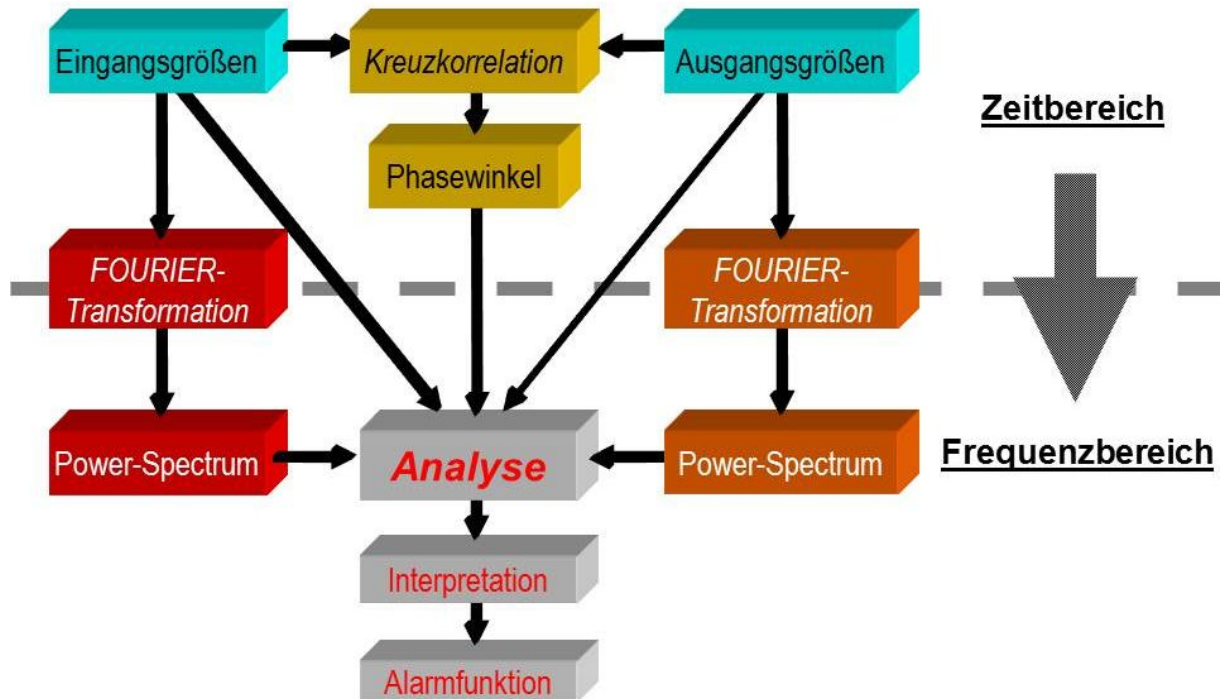 Eingangsgrößen
Kreuzkorrelation
Ausgangsgrößen
Zeitbereich
Phasewinkel
FOURIER-
Transformation
FOURIER-
Transformation
Power-Spectrum
Analyse
Power-Spectrum
Frequenzbereich
Interpretation
Alarmfunktion